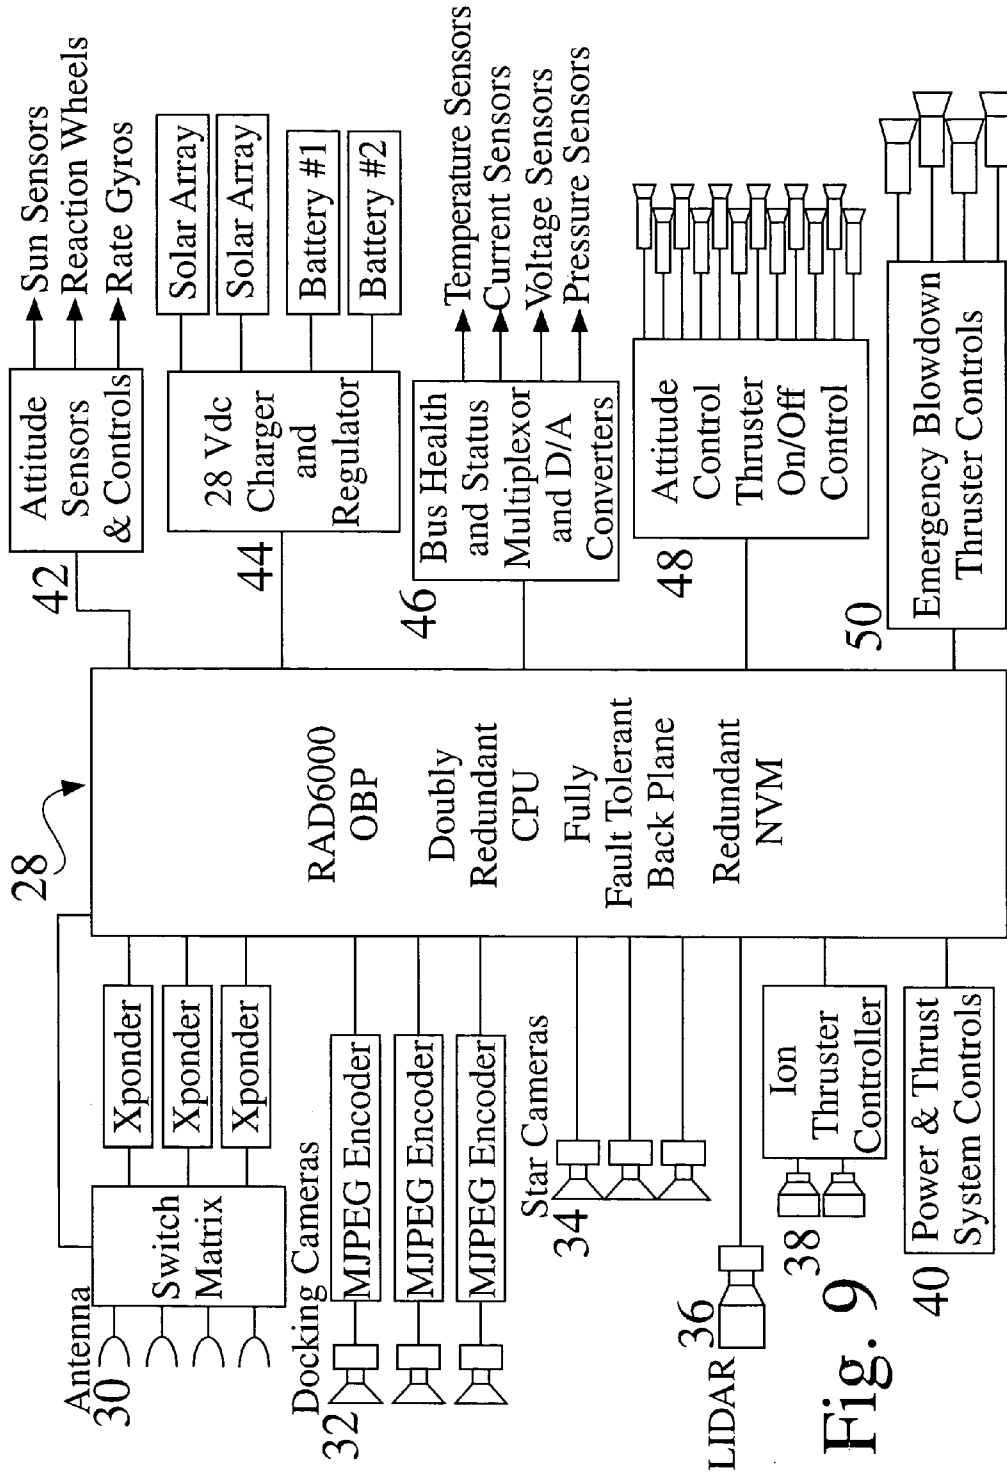 28
Antenna
30
Switch
Matrix
Xponder
Xponder
Xponder
Docking Cameras
32
MJPEG Encoder
MJPEG Encoder
MJPEG Encoder
Star Cameras
34
LIDAR
36
38
Ion
Thruster
Controller
40
Power & Thrust
System Controls
RAD6000
OBP
Doubly
Redundant
CPU
Fully
Fault Tolerant
Back Plane
Redundant
NVM
42
Attitude
Sensors
& Controls
Sun Sensors
Reaction Wheels
Rate Gyros
44
28 Vdc
Charger
and
Regulator
Solar Array
Solar Array
Battery #1
Battery #2
46
Bus Health
and Status
Multiplexor
and D/A
Converters
Temperature Sensors
Current Sensors
Voltage Sensors
Pressure Sensors
48
Attitude
Control
Thruster
On/Off
Control
50
Emergency Blowdown
Thruster Controls
Fig. 9